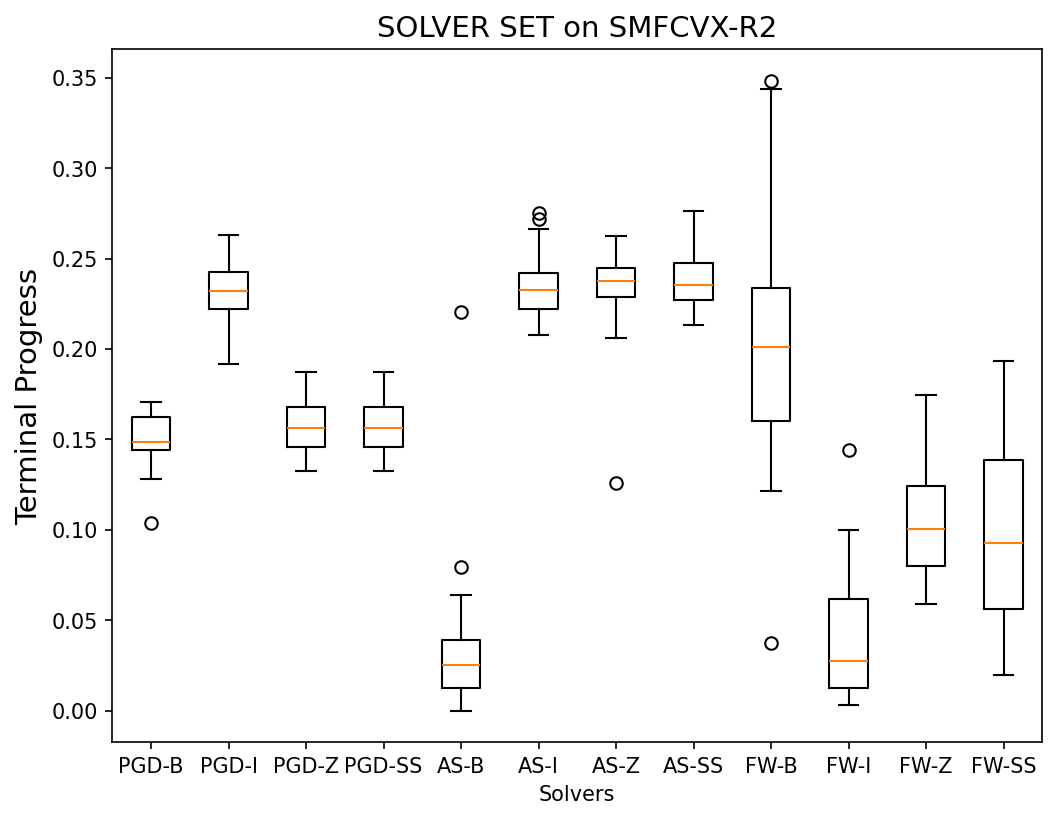 SOLVER SET on SMFCVX-R2
Terminal Progress
0.35
0.30
0.25
0.20
0.15
0.10
0.05
0.00
PGD-B PGD-I PGD-Z PGD-SS AS-B AS-I AS-Z AS-SS FW-B FW-I FW-Z FW-SS
Solvers